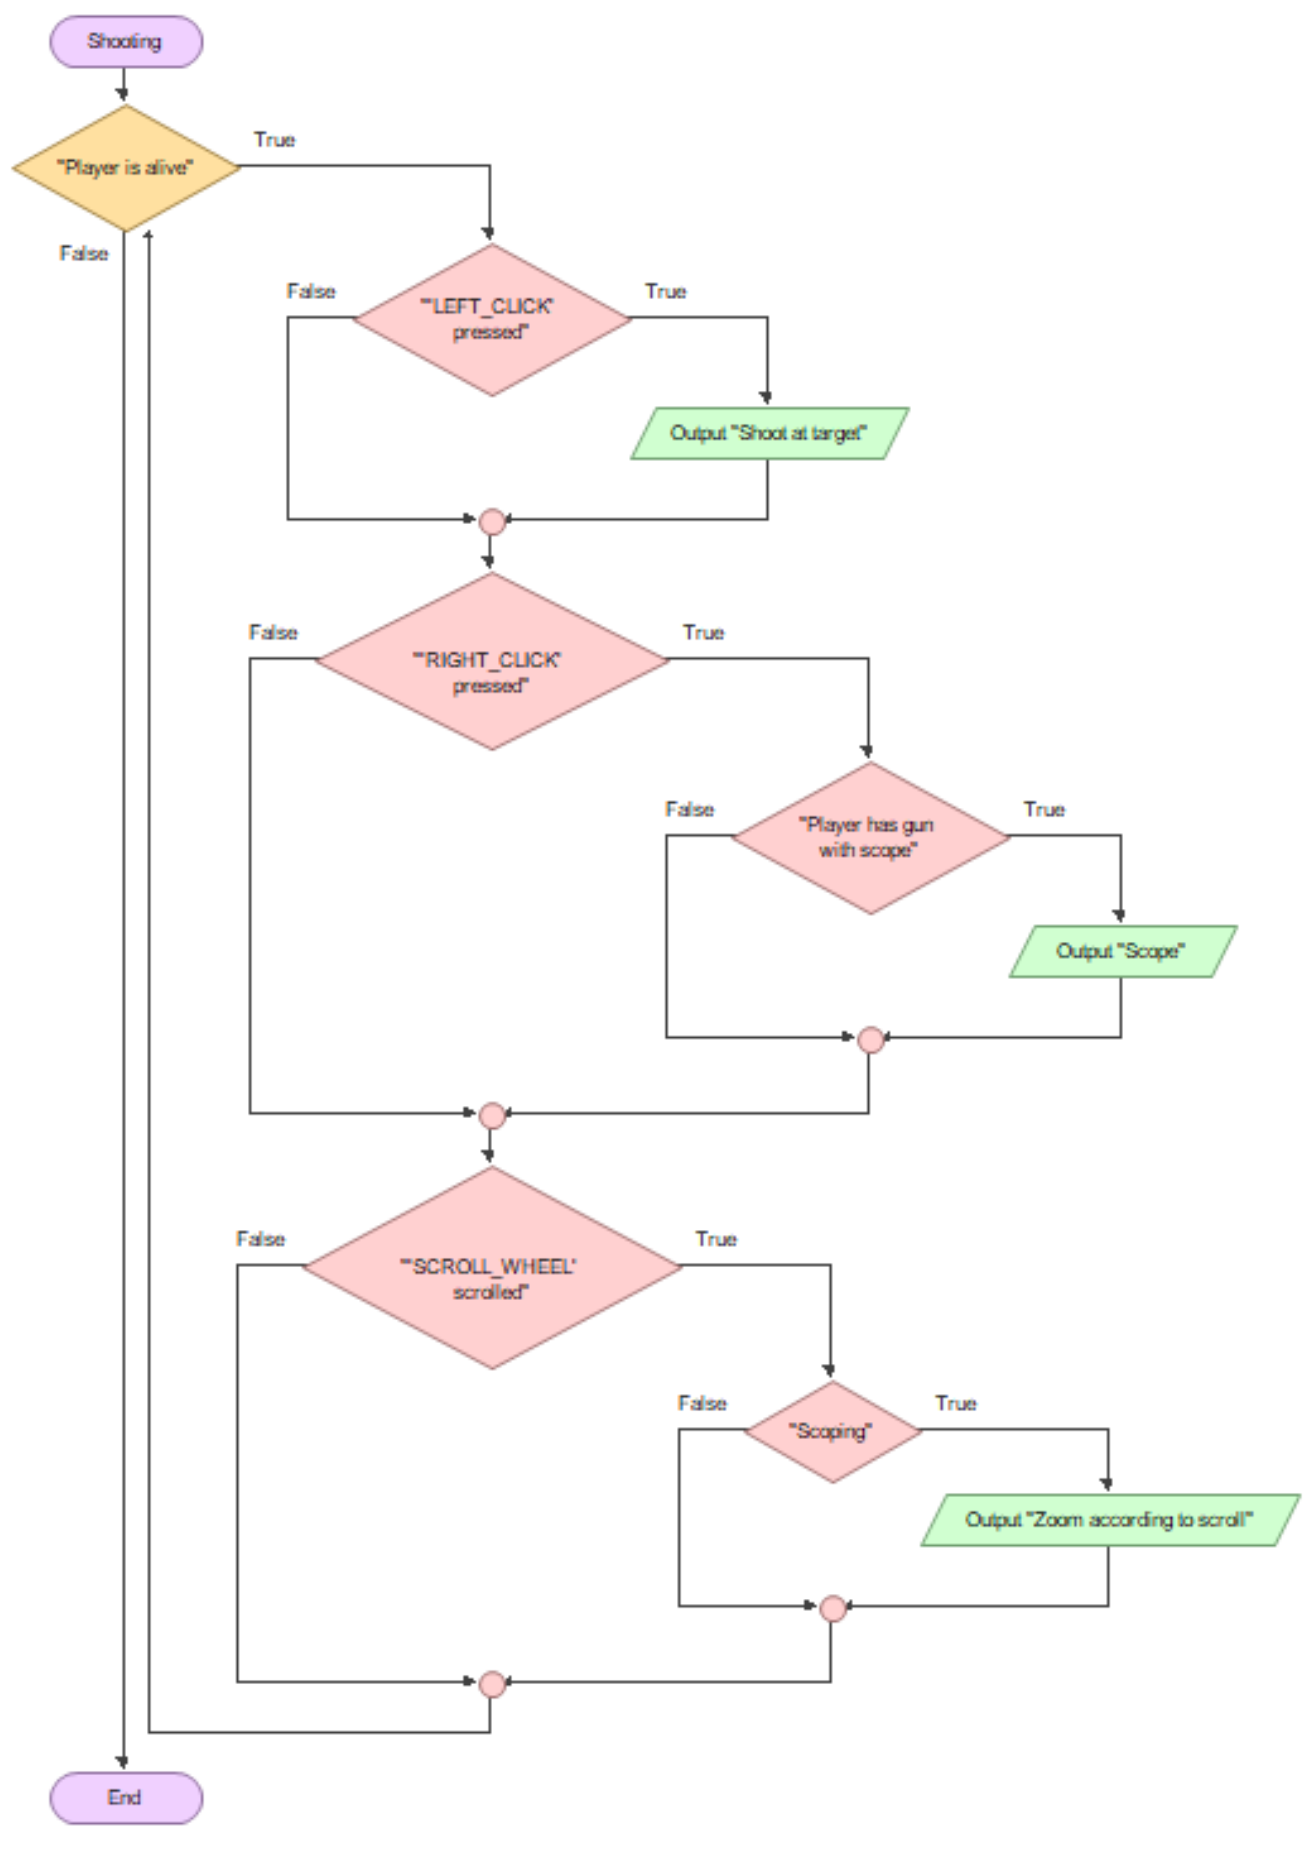 Shooting
True
"Player is alive"
False
False
True
"'LEFT_CLICK'
pressed"
Output "Shoot at target"
False
True
"'RIGHT_CLICK'
pressed"
False
True
"Player has gun
with scope"
Output "Scope"
False
True
"'SCROLL_WHEEL'
scrolled"
False
True
"Scoping"
Output "Zoom according to scroll"
End